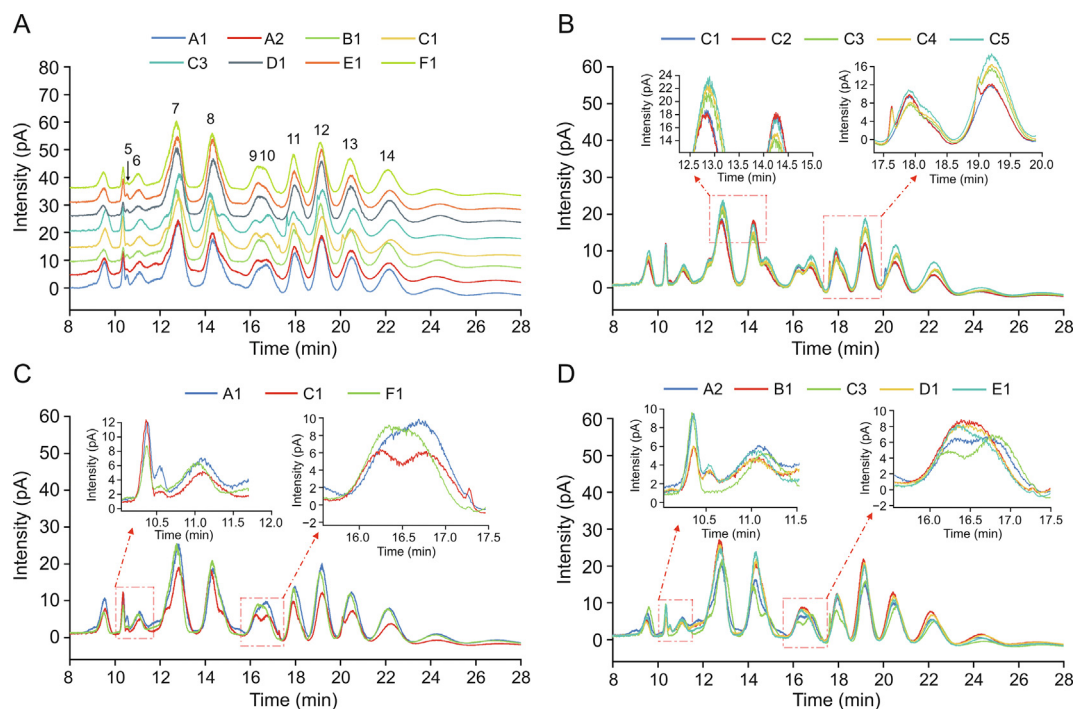 A
A1 A2 B1 C1
C3 D1 E1 F1
Intensity (pA)
80
70
60
50
40
30
20
10
0
5 6 7 8 9 10 11 12 13 14
8 10 12 14 16 18 20 22 24 26 28
Time (min)
B
C1 C2 C3 C4 C5
Intensity (pA)
60
50
40
30
20
10
0
Intensity (pA)
24
22
20
18
16
14
12
12.5 13.0 13.5 14.0 14.5 15.0
Time (min)
Intensity (pA)
16
14
12
10
8
6
4
2
0
17.5 18.0 18.5 19.0 19.5 20.0
Time (min)
8 10 12 14 16 18 20 22 24 26 28
Time (min)
C
A1 C1 F1
Intensity (pA)
60
50
40
30
20
10
0
Intensity (pA)
12
10
8
6
4
2
0
10.5 11.0 11.5 12.0
Time (min)
Intensity (pA)
10
8
6
4
2
0
−2
16.0 16.5 17.0 17.5
Time (min)
8 10 12 14 16 18 20 22 24 26 28
Time (min)
D
A2 B1 C3 D1 E1
Intensity (pA)
60
50
40
30
20
10
0
Intensity (pA)
10
8
6
4
2
0
10.5 11.0 11.5
Time (min)
Intensity (pA)
10
8
6
4
2
0
−2
16.0 16.5 17.0 17.5
Time (min)
8 10 12 14 16 18 20 22 24 26 28
Time (min)